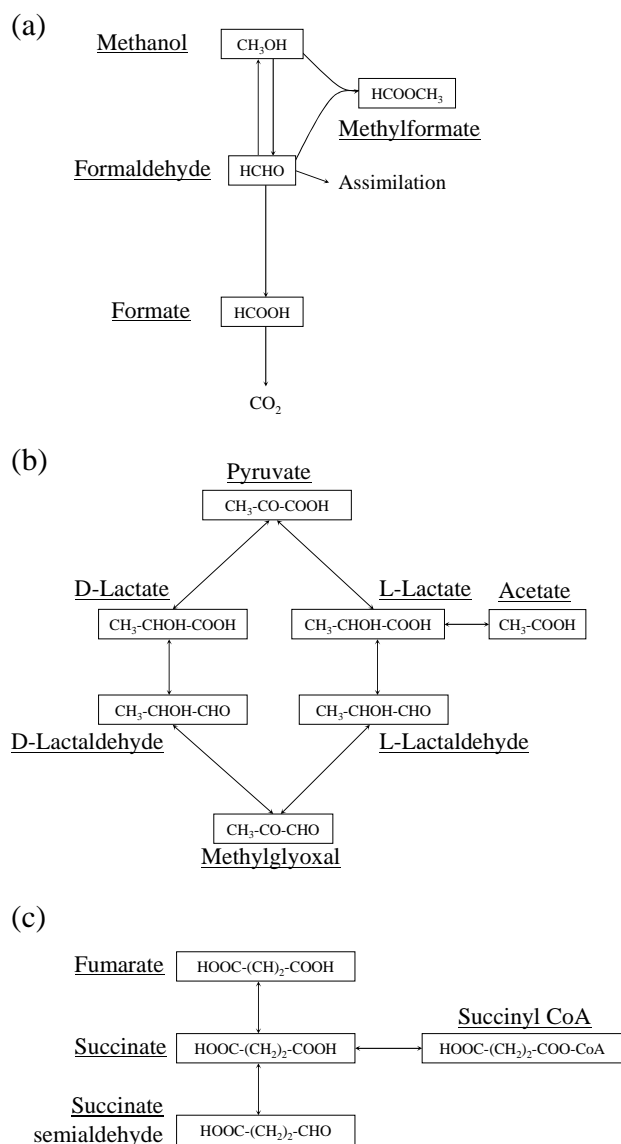 (a)
Methanol
CH₃OH
HCOOCH₃
Methylformate
Formaldehyde
HCHO
Assimilation
Formate
HCOOH
CO₂
(b)
Pyruvate
CH₃-CO-COOH
D-Lactate
L-Lactate
Acetate
CH₃-CHOH-COOH
CH₃-CHOH-COOH
CH₃-COOH
CH₃-CHOH-CHO
CH₃-CHOH-CHO
D-Lactaldehyde
L-Lactaldehyde
CH₃-CO-CHO
Methylglyoxal
(c)
Fumarate
HOOC-(CH)₂-COOH
Succinyl CoA
Succinate
HOOC-(CH₂)₂-COOH
HOOC-(CH₂)₂-COO-CoA
Succinate
semialdehyde
HOOC-(CH₂)₂-CHO